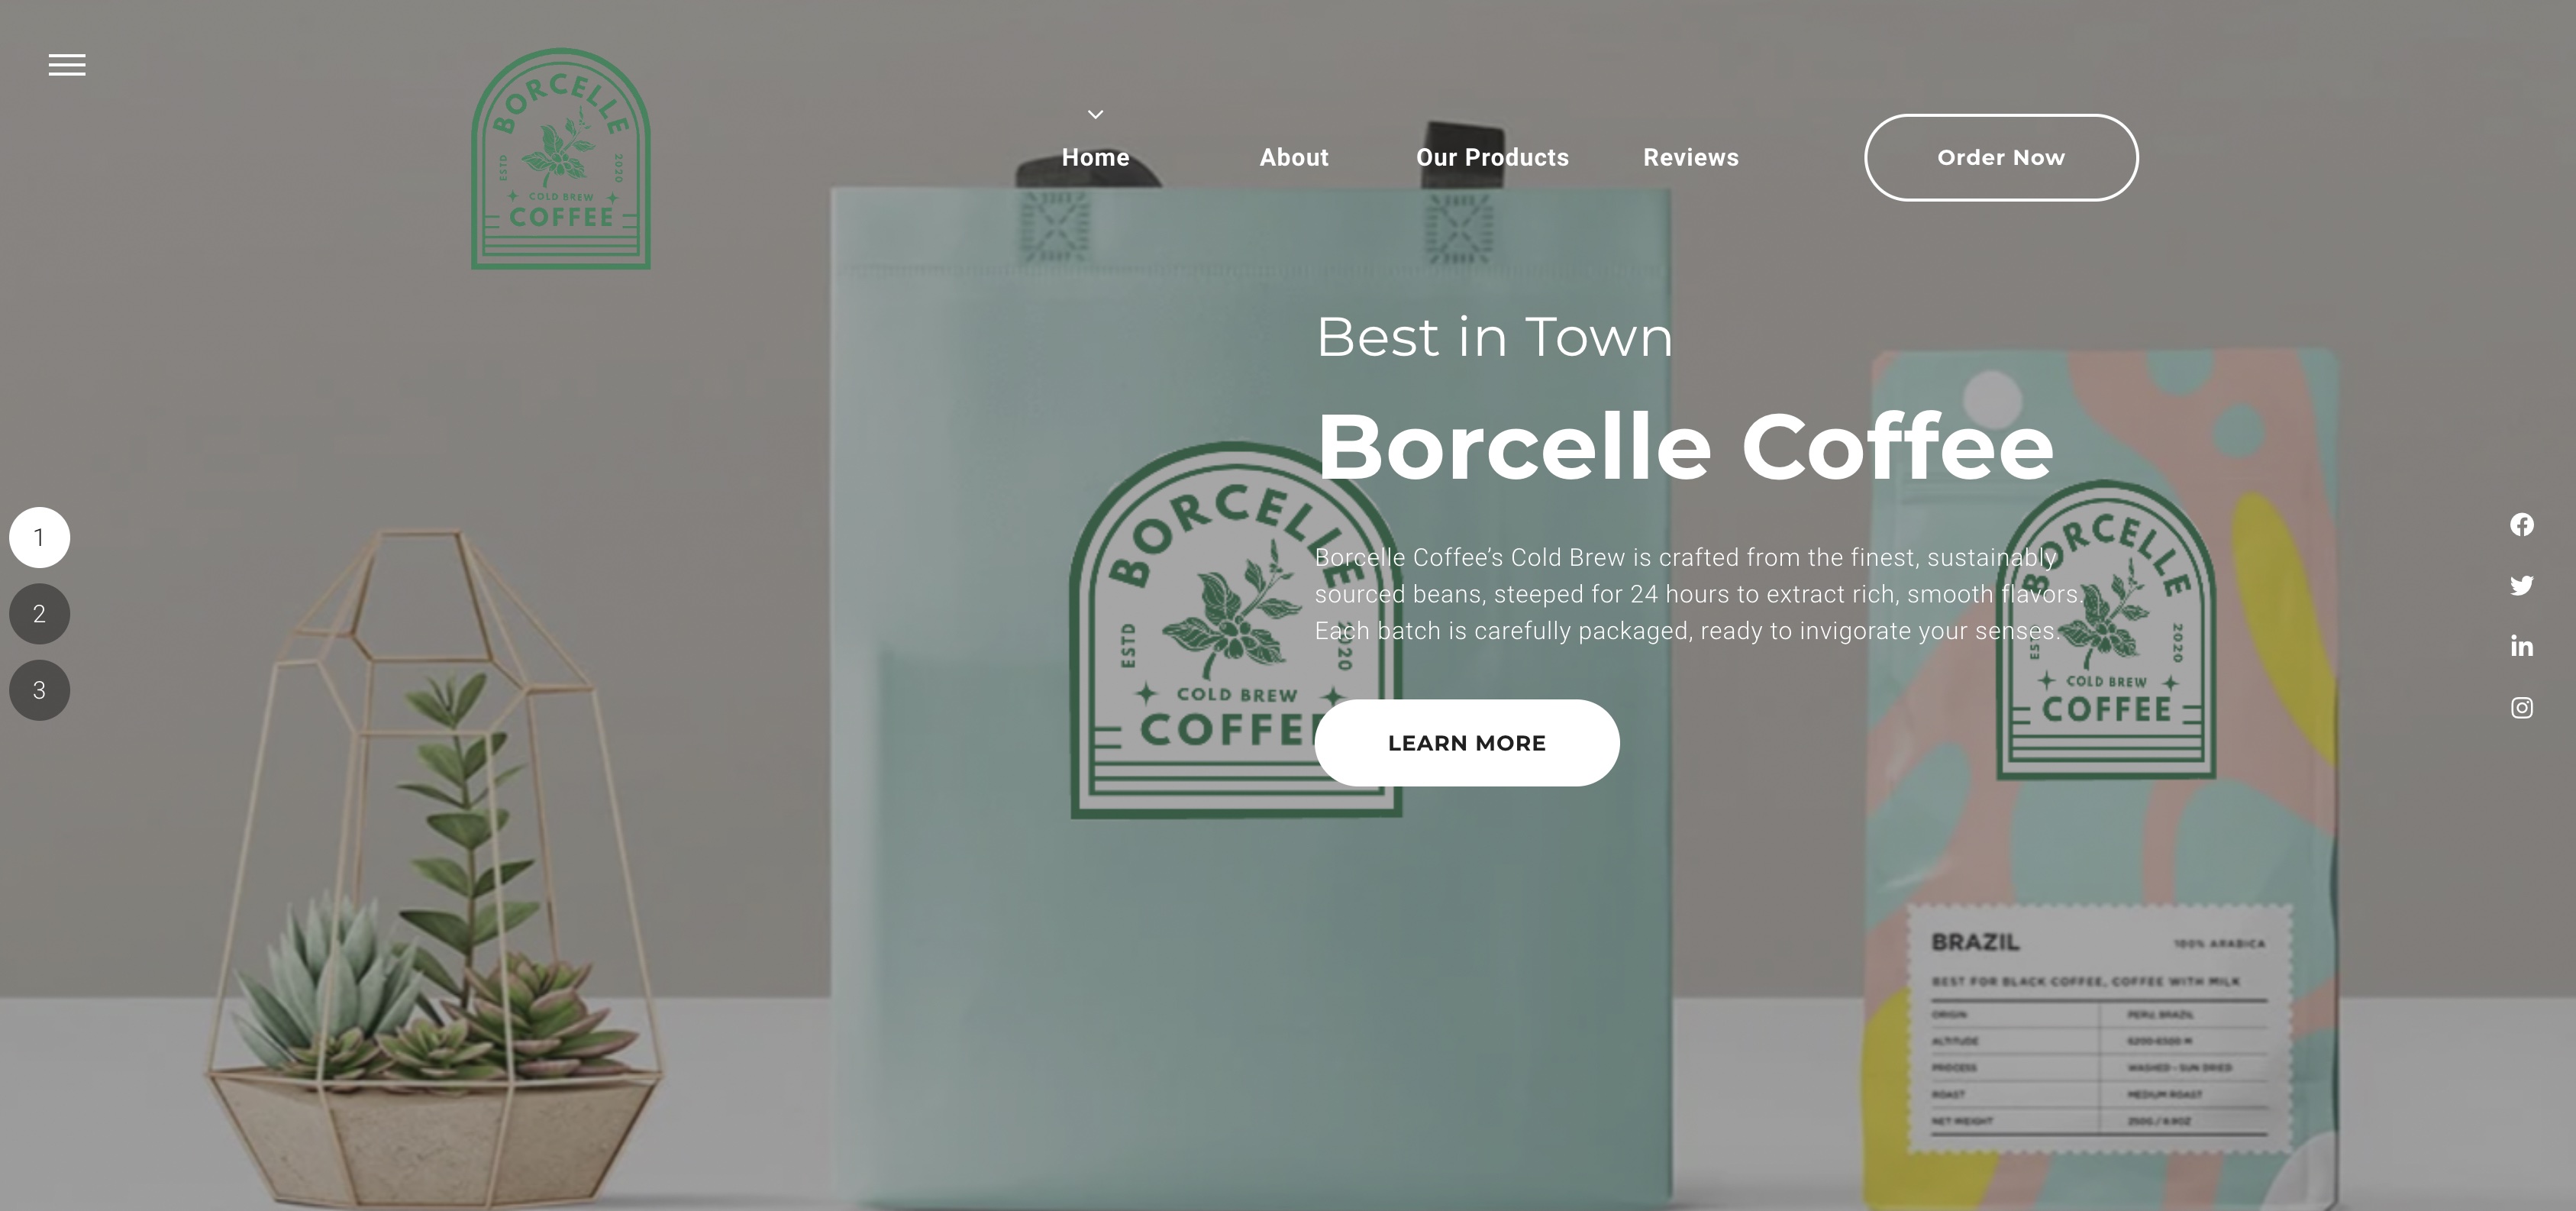 BORCELLE
ESTD
2020
COLD BREW
COFFEE
Home
About
Our Products
Reviews
Order Now
Best in Town
Borcelle Coffee
Borcelle Coffee’s Cold Brew is crafted from the finest, sustainably
sourced beans, steeped for 24 hours to extract rich, smooth flavors.
Each batch is carefully packaged, ready to invigorate your senses.
LEARN MORE
1
2
3
BORCELLE
ESTD
2020
COLD BREW
COFFEE
BORCELLE
ESTD
2020
COLD BREW
COFFEE
BRAZIL
100% ARABICA
BEST FOR BLACK COFFEE, COFFEE WITH MILK
ORIGIN
PERU, BRAZIL
ALTITUDE
PROCESS
WASHED - SUN DRIED
ROAST
MEDIUM ROAST
NET WEIGHT